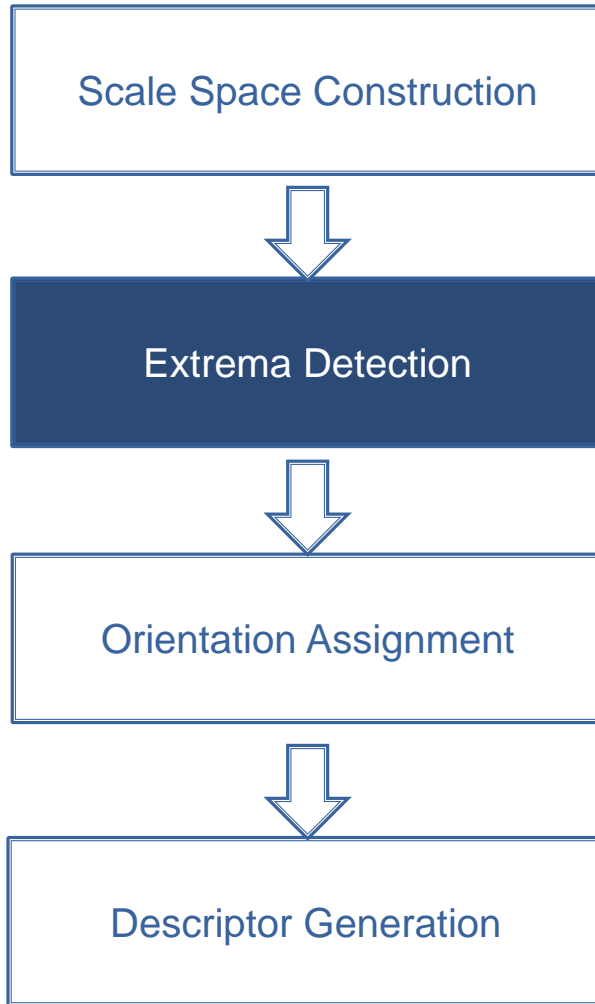 Scale Space Construction
Extrema Detection
Orientation Assignment
Descriptor Generation